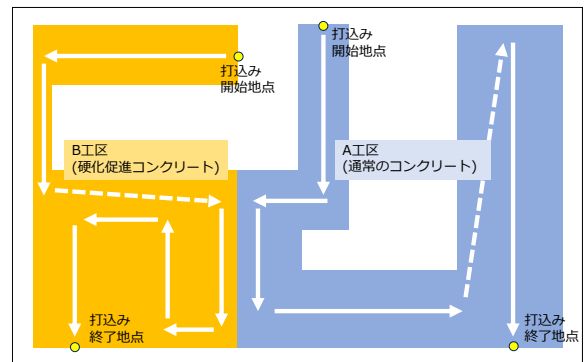 打込み
開始地点
打込み
開始地点
B工区
(硬化促進コンクリート)
A工区
(通常のコンクリート)
打込み
終了地点
打込み
終了地点